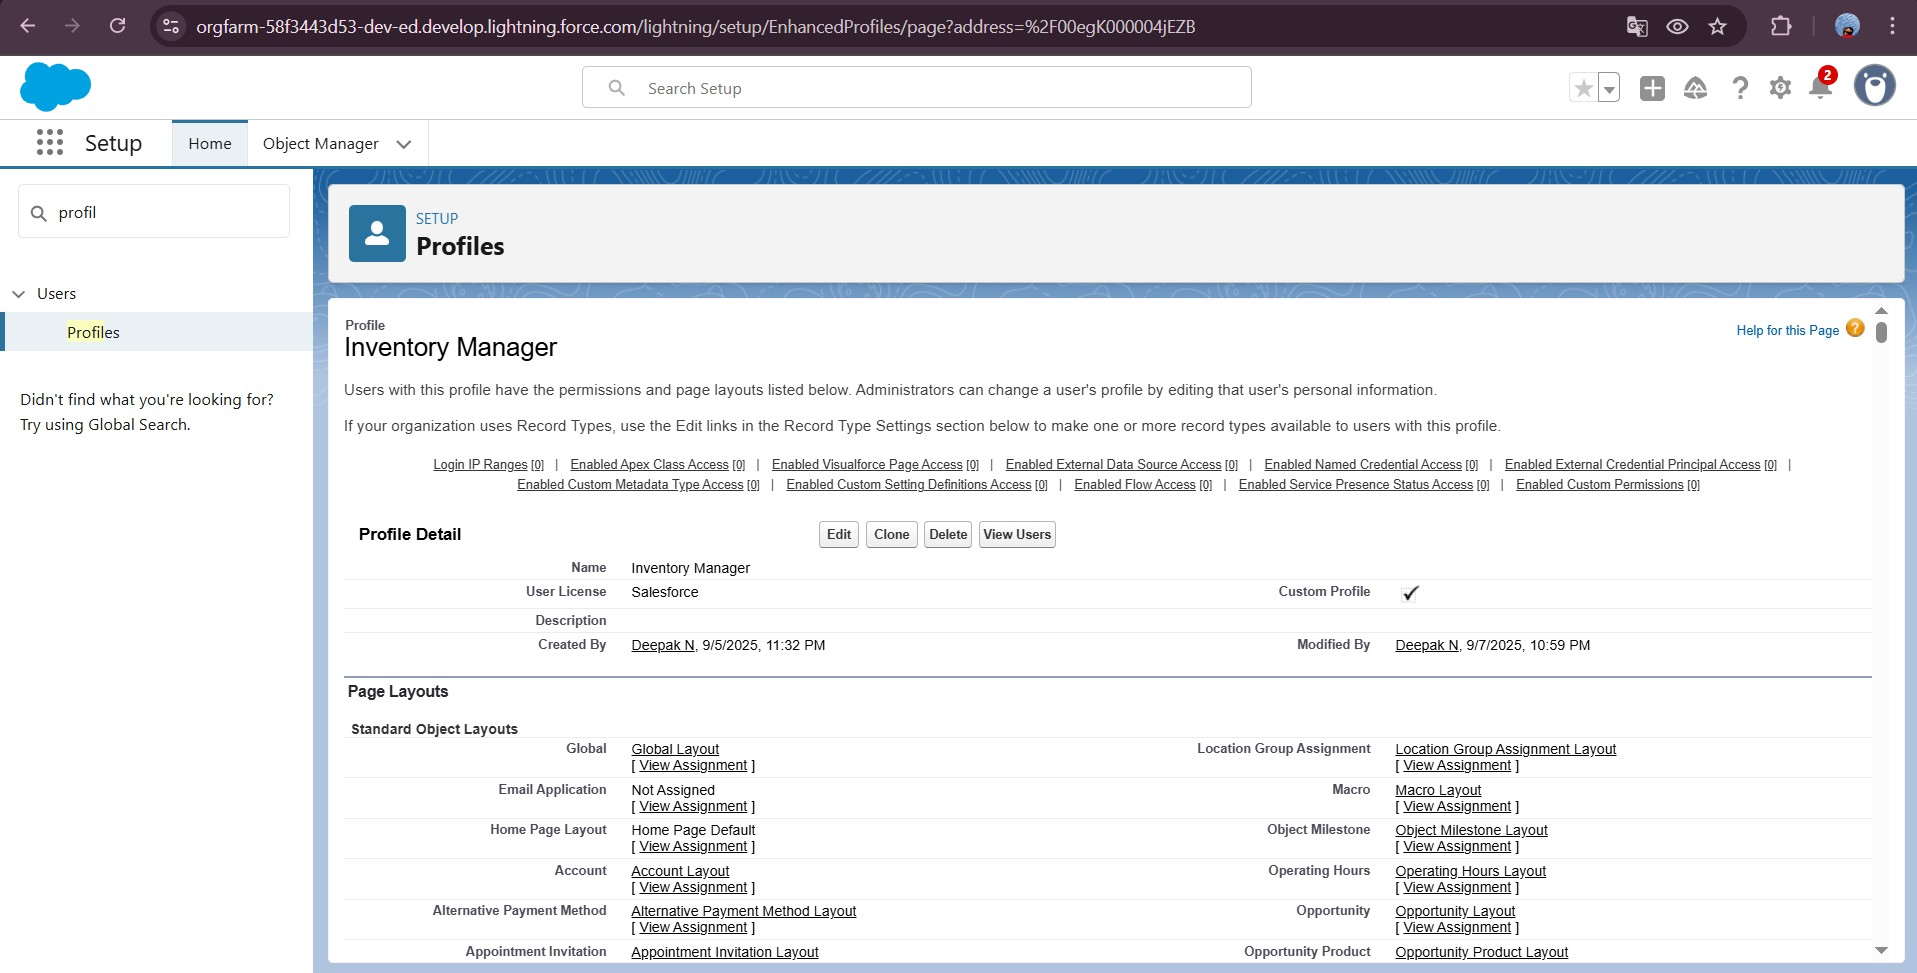 orgfarm-58f3443d53-dev-ed.develop.lightning.force.com/lightning/setup/EnhancedProfiles/page?address=%2F00egK000004jEZB
Search Setup
2
Setup
Home
Object Manager
profil
Users
Profiles
Didn't find what you're looking for?
Try using Global Search.
SETUP
Profiles
Profile
Inventory Manager
Help for this Page ?
Users with this profile have the permissions and page layouts listed below. Administrators can change a user's profile by editing that user's personal information.
If your organization uses Record Types, use the Edit links in the Record Type Settings section below to make one or more record types available to users with this profile.
Login IP Ranges [0] | Enabled Apex Class Access [0] | Enabled Visualforce Page Access [0] | Enabled External Data Source Access [0] | Enabled Named Credential Access [0] | Enabled External Credential Principal Access [0] |
Enabled Custom Metadata Type Access [0] | Enabled Custom Setting Definitions Access [0] | Enabled Flow Access [0] | Enabled Service Presence Status Access [0] | Enabled Custom Permissions [0]
Profile Detail Edit Clone Delete View Users
Name Inventory Manager
User License Salesforce Custom Profile ✓
Description
Created By Deepak N, 9/5/2025, 11:32 PM Modified By Deepak N, 9/7/2025, 10:59 PM
Page Layouts
Standard Object Layouts
Global Global Layout Location Group Assignment Location Group Assignment Layout
[ View Assignment ] [ View Assignment ]
Email Application Not Assigned Macro Macro Layout
[ View Assignment ] [ View Assignment ]
Home Page Layout Home Page Default Object Milestone Object Milestone Layout
[ View Assignment ] [ View Assignment ]
Account Account Layout Operating Hours Operating Hours Layout
[ View Assignment ] [ View Assignment ]
Alternative Payment Method Alternative Payment Method Layout Opportunity Opportunity Layout
[ View Assignment ] [ View Assignment ]
Appointment Invitation Appointment Invitation Layout Opportunity Product Opportunity Product Layout